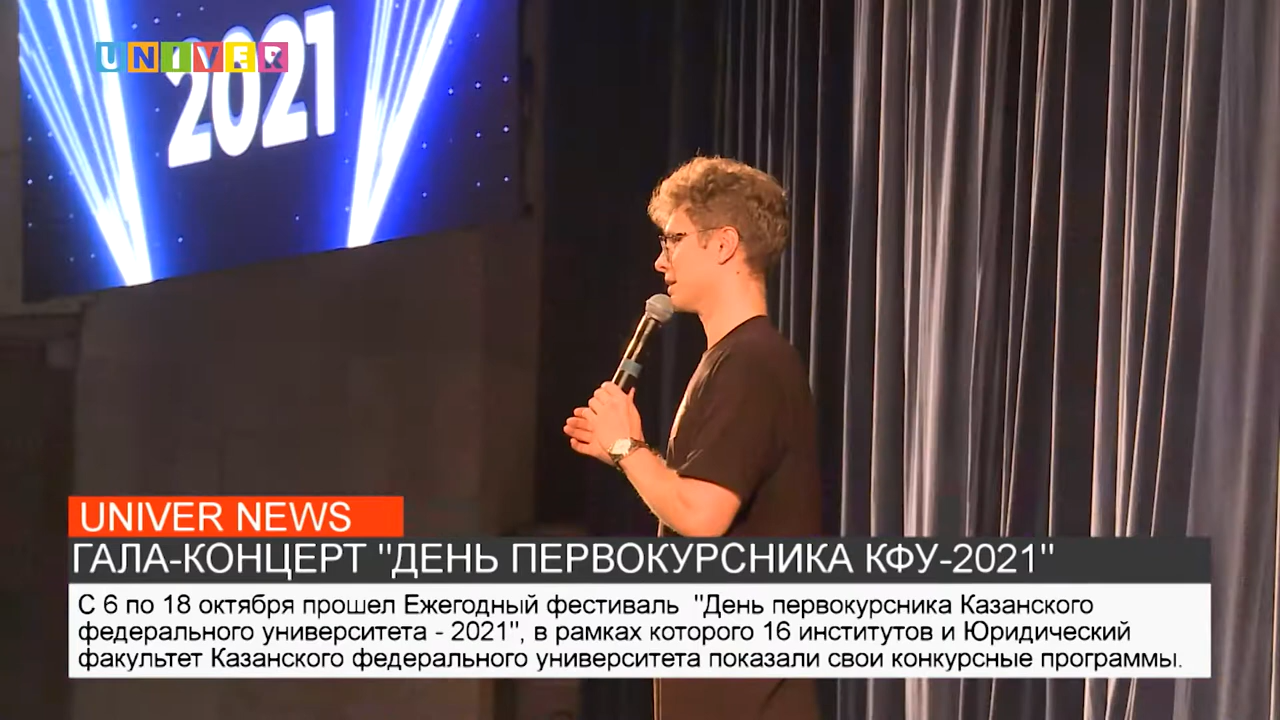 UNIVER
2021
UNIVER NEWS
ГАЛА-КОНЦЕРТ "ДЕНЬ ПЕРВОКУРСНИКА КФУ-2021"
С 6 по 18 октября прошел Ежегодный фестиваль "День первокурсника Казанского
федерального университета - 2021", в рамках которого 16 институтов и Юридический
факультет Казанского федерального университета показали свои конкурсные программы.